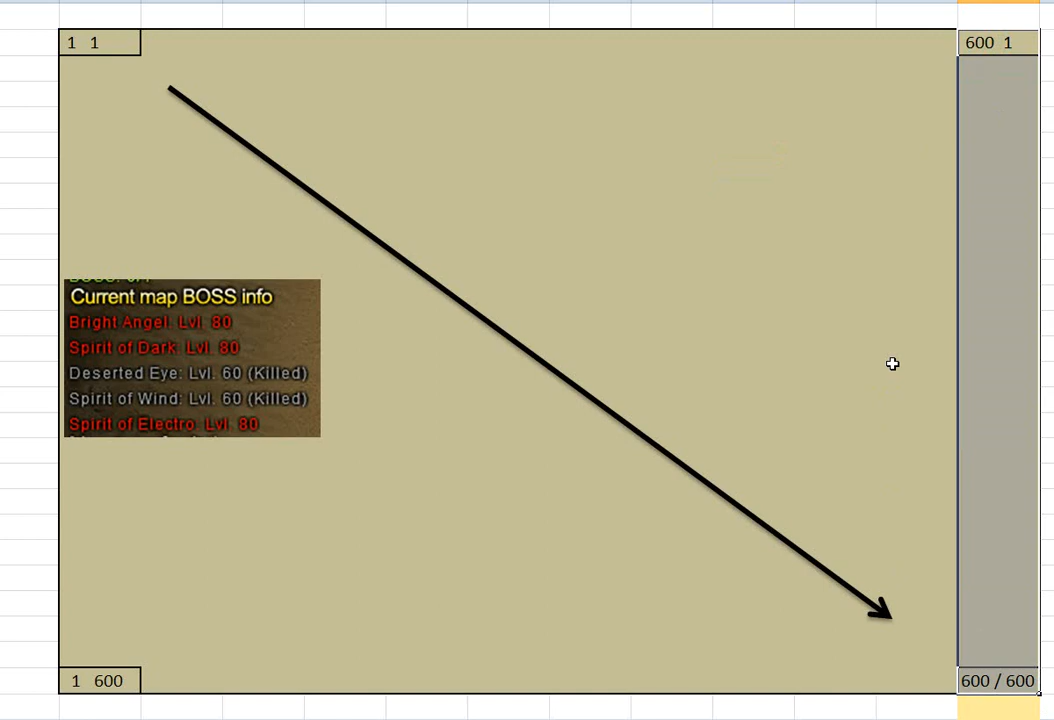 1 1
600 1
Current map BOSS info
Bright Angel: Lvl. 80
Spirit of Dark: Lvl. 80
Deserted Eye: Lvl. 60 (Killed)
Spirit of Wind: Lvl. 60 (Killed)
Spirit of Electro: Lvl. 80
1 600
600 / 600